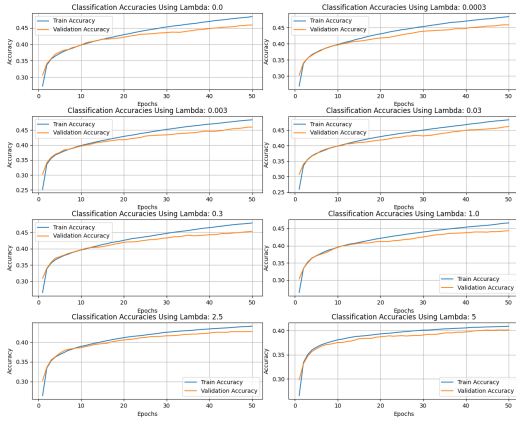 Classification Accuracies Using Lambda: 0.0
Train Accuracy
Validation Accuracy
Accuracy
0.45
0.40
0.35
0.30
0 10 20 30 40 50
Epochs
Classification Accuracies Using Lambda: 0.0003
Train Accuracy
Validation Accuracy
Accuracy
0.45
0.40
0.35
0.30
0 10 20 30 40 50
Epochs
Classification Accuracies Using Lambda: 0.003
Train Accuracy
Validation Accuracy
Accuracy
0.45
0.40
0.35
0.30
0.25
0 10 20 30 40 50
Epochs
Classification Accuracies Using Lambda: 0.03
Train Accuracy
Validation Accuracy
Accuracy
0.45
0.40
0.35
0.30
0.25
0 10 20 30 40 50
Epochs
Classification Accuracies Using Lambda: 0.3
Train Accuracy
Validation Accuracy
Accuracy
0.45
0.40
0.35
0.30
0 10 20 30 40 50
Epochs
Classification Accuracies Using Lambda: 1.0
Train Accuracy
Validation Accuracy
Accuracy
0.45
0.40
0.35
0.30
0 10 20 30 40 50
Epochs
Classification Accuracies Using Lambda: 2.5
Train Accuracy
Validation Accuracy
Accuracy
0.40
0.35
0.30
0 10 20 30 40 50
Epochs
Classification Accuracies Using Lambda: 5
Train Accuracy
Validation Accuracy
Accuracy
0.40
0.35
0.30
0 10 20 30 40 50
Epochs